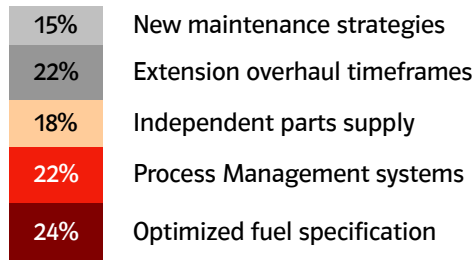 15% New maintenance strategies
22% Extension overhaul timeframes
18% Independent parts supply
22% Process Management systems
24% Optimized fuel specification